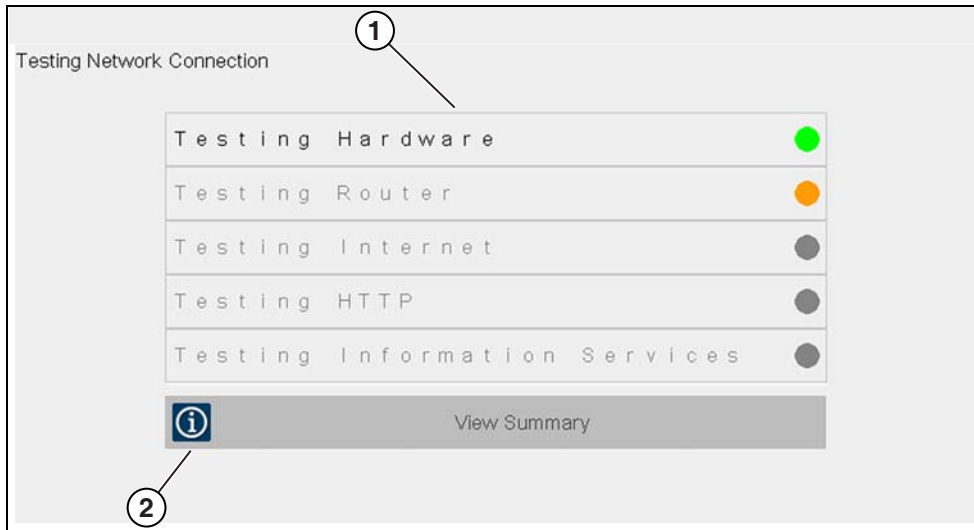 1
Testing Network Connection
Testing Hardware
Testing Router
Testing Internet
Testing HTTP
Testing Information Services
View Summary
2